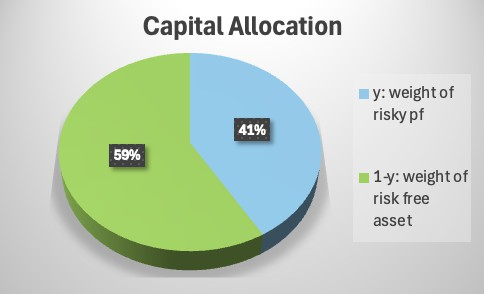 Capital Allocation
y: weight of
risky pf
41%
59%
1-y: weight of
risk free
asset